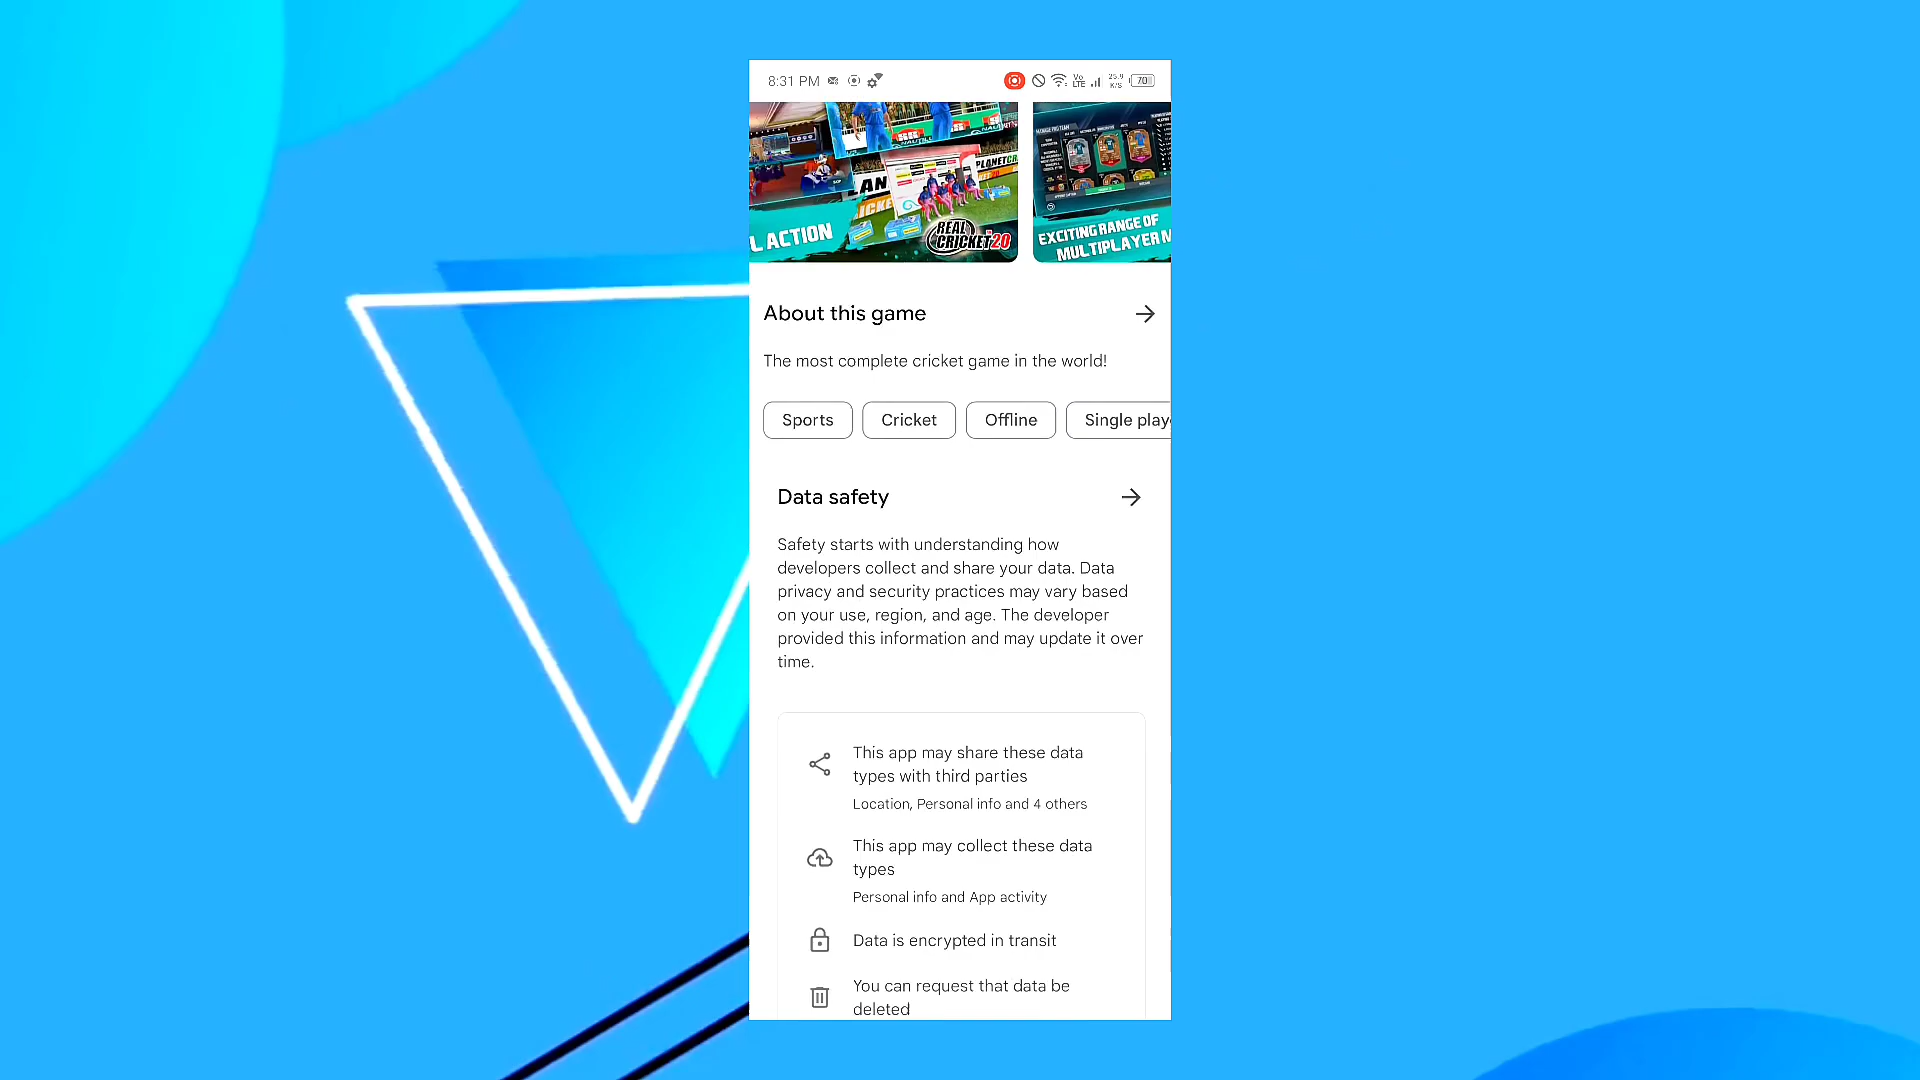 8:31 PM
Vo
LTE
25.9
K/S
70
L ACTION
REAL
CRICKET 20
EXCITING RANGE OF
MULTIPLAYER M
About this game
The most complete cricket game in the world!
Sports
Cricket
Offline
Single play
Data safety
Safety starts with understanding how
developers collect and share your data. Data
privacy and security practices may vary based
on your use, region, and age. The developer
provided this information and may update it over
time.
This app may share these data
types with third parties
Location, Personal info and 4 others
This app may collect these data
types
Personal info and App activity
Data is encrypted in transit
You can request that data be
deleted